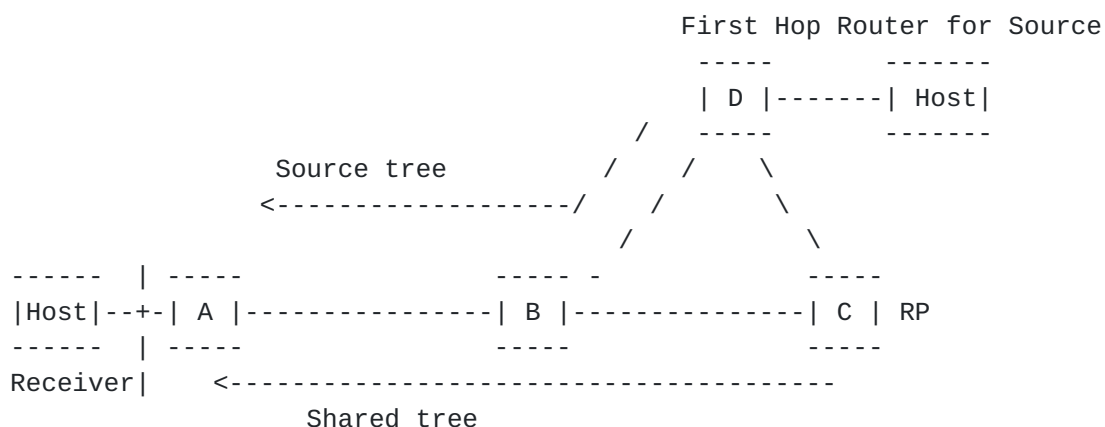 First Hop Router for Source
D Host
Source tree
Host A B C RP
Receiver
Shared tree